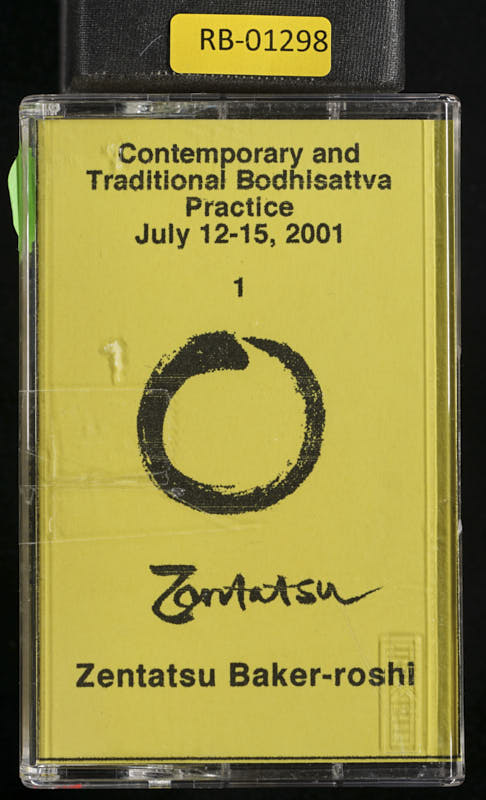 RB-01298
Contemporary and
Traditional Bodhisattva
Practice
July 12-15, 2001
1
Zentatsu
Zentatsu Baker-roshi